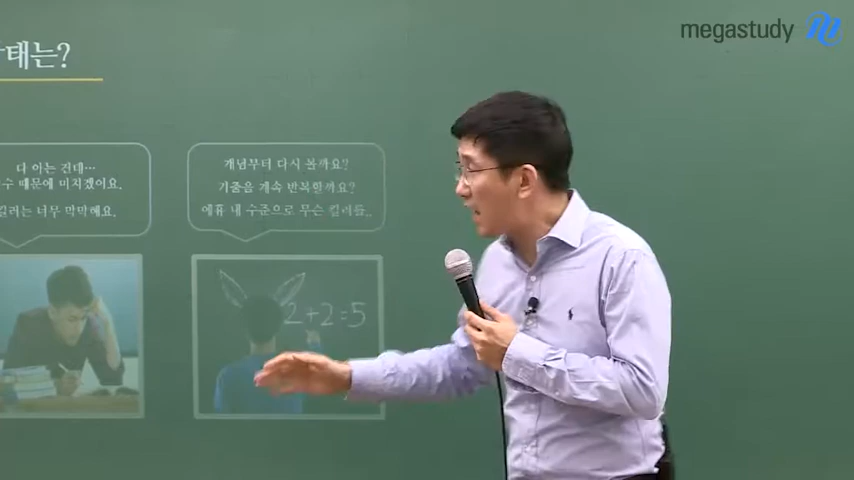 megastudy
태는?
다 아는 건데…
수 때문에 미치겠어요.
킬러는 너무 막막해요.
개념부터 다시 볼까요?
기출을 계속 반복할까요?
에휴 내 수준으로 무슨 킬러를..
2+2=5